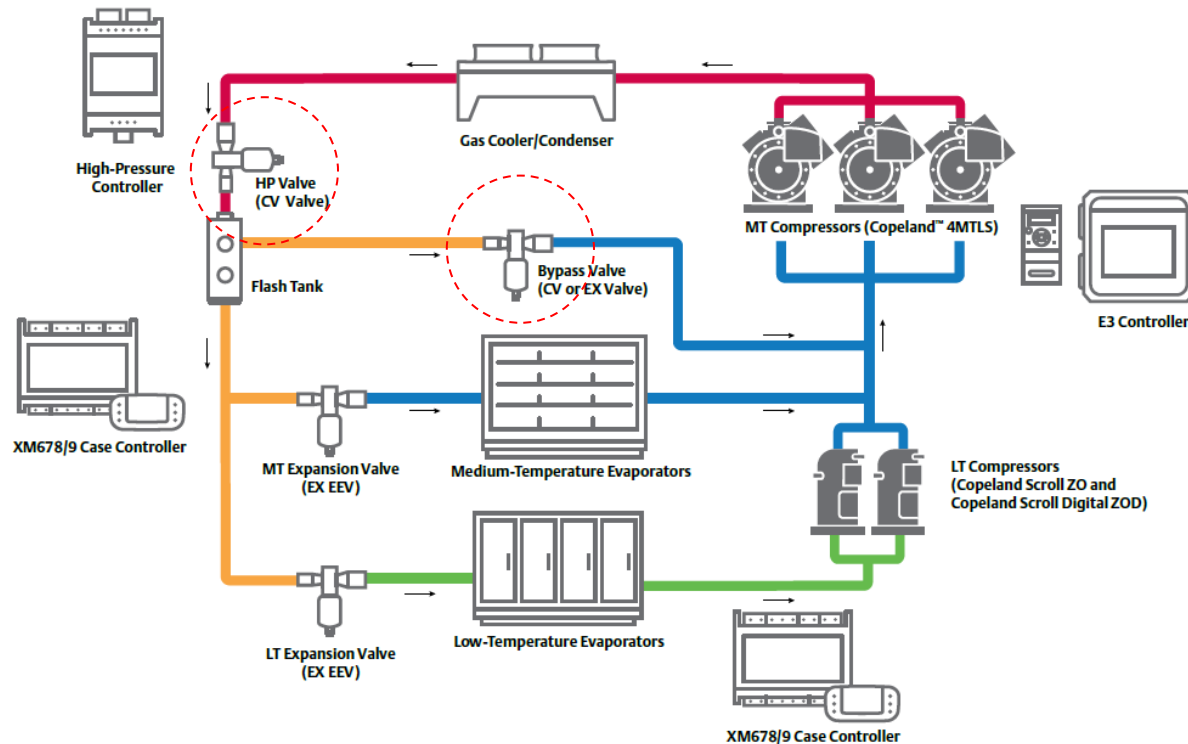 Gas Cooler/Condenser
High-Pressure
Controller
HP Valve
(CV Valve)
MT Compressors (Copeland™ 4MTLS)
Flash Tank
Bypass Valve
(CV or EX Valve)
E3 Controller
XM678/9 Case Controller
MT Expansion Valve
(EX EEV)
Medium-Temperature Evaporators
LT Compressors
(Copeland Scroll ZO and
Copeland Scroll Digital ZOD)
LT Expansion Valve
(EX EEV)
Low-Temperature Evaporators
XM678/9 Case Controller